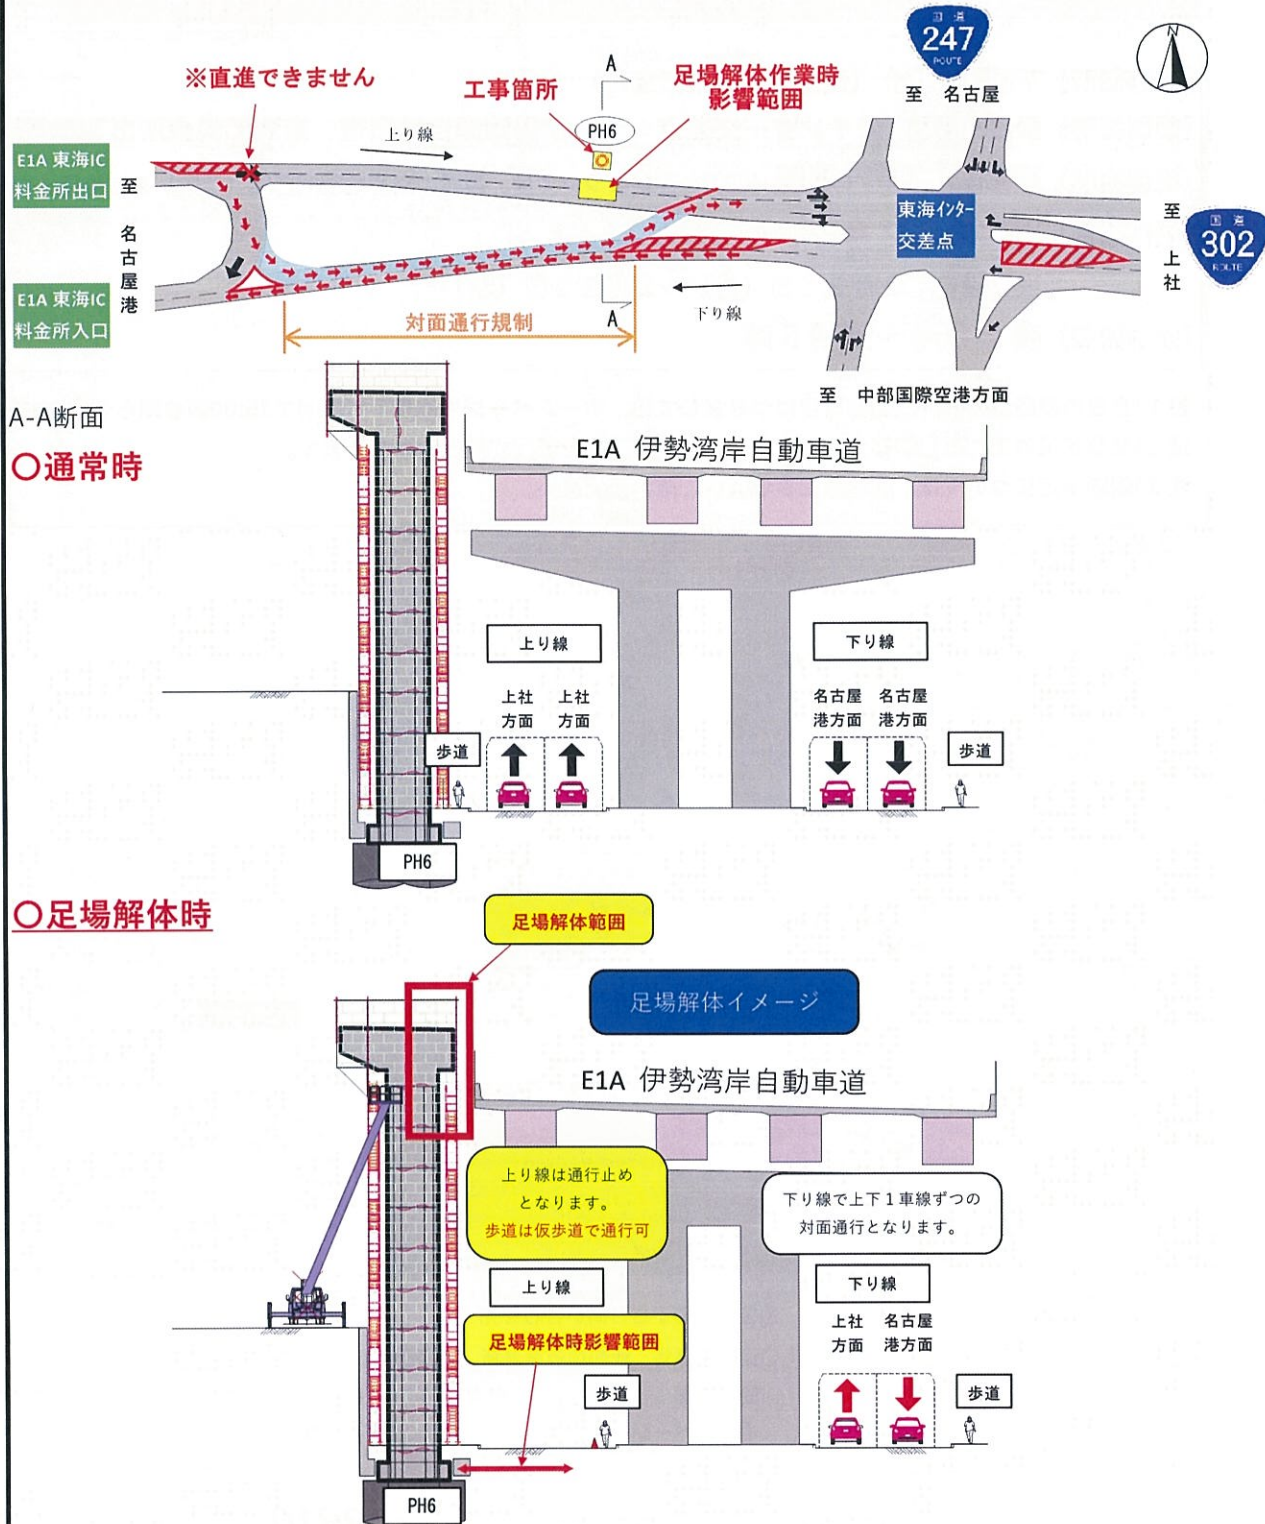 国道
247
ROUTE
N
至 名古屋
※直進できません
工事箇所
A
足場解体作業時
影響範囲
PH6
上り線
E1A 東海IC
料金所出口
至 名古屋港
E1A 東海IC
料金所入口
東海インター
交差点
至 上社
国道
302
ROUTE
対面通行規制
A
下り線
至 中部国際空港方面
A-A断面
〇通常時
E1A 伊勢湾岸自動車道
上り線
下り線
上社
方面
上社
方面
名古屋
港方面
名古屋
港方面
歩道
歩道
PH6
〇足場解体時
足場解体範囲
足場解体イメージ
E1A 伊勢湾岸自動車道
上り線は通行止め
となります。
歩道は仮歩道で通行可
下り線で上下1車線ずつの
対面通行となります。
上り線
下り線
足場解体時影響範囲
上社
方面
名古屋
港方面
歩道
歩道
PH6